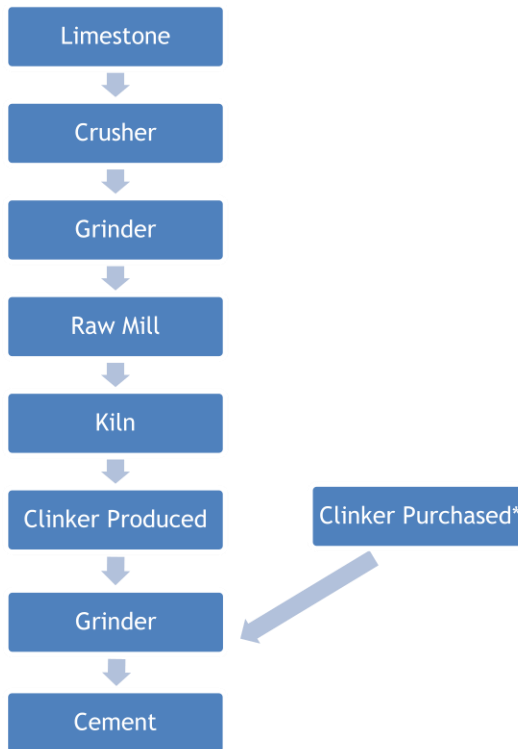 Limestone
Crusher
Grinder
Raw Mill
Kiln
Clinker Produced
Clinker Purchased*
Grinder
Cement